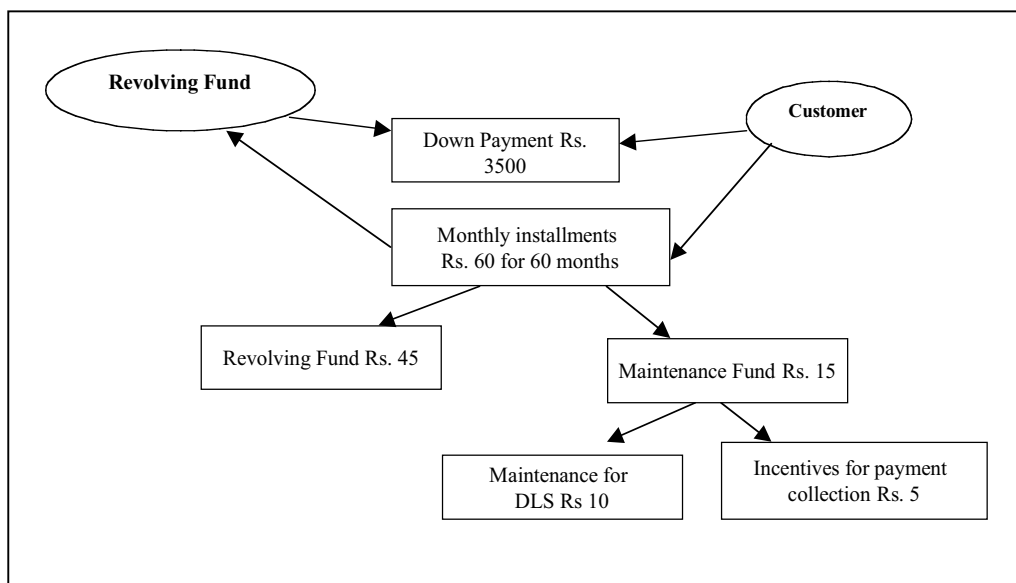 Revolving Fund
Customer
Down Payment Rs.
3500
Monthly installments
Rs. 60 for 60 months
Revolving Fund Rs. 45
Maintenance Fund Rs. 15
Maintenance for
DLS Rs 10
Incentives for payment
collection Rs. 5